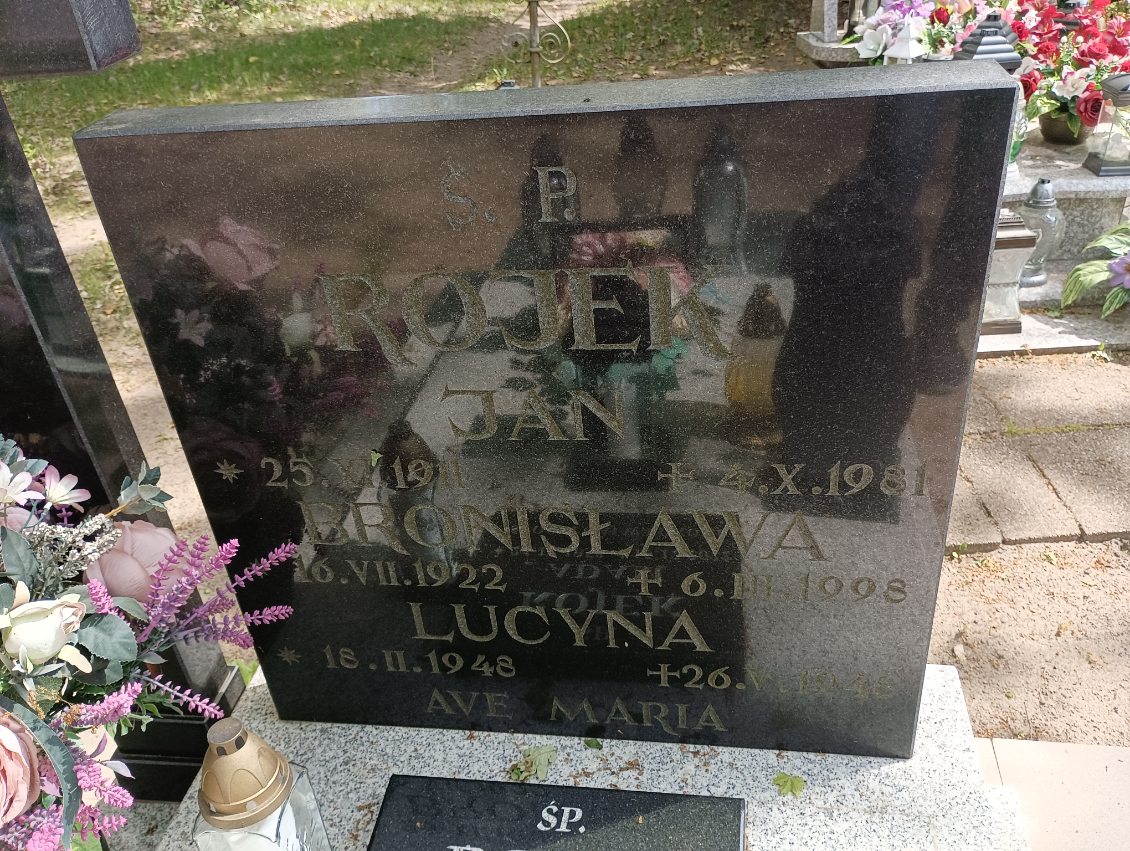 Ś. P.
ROJEK
JAN
25.XI.1911 4.X.1981
BRONISŁAWA
16.VII.1922 6.III.1998
LUCYNA
18.II.1948 26.V.1948
AVE MARIA
ŚP.